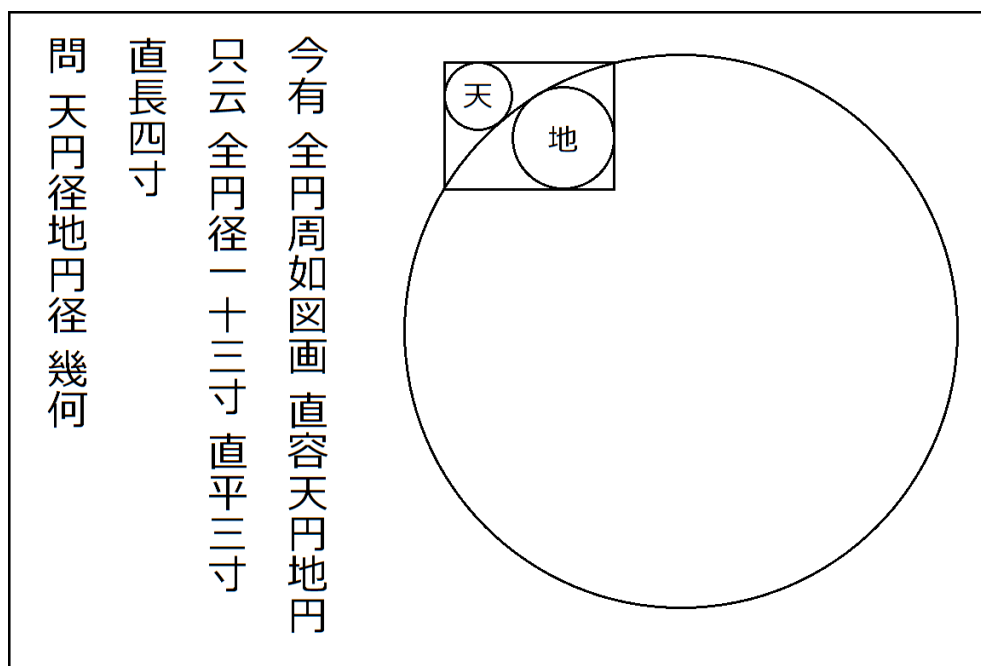 今有 全円周如図画 直容天円地円
只云 全円径一十三寸 直平三寸
直長四寸
問 天円径地円径 幾何
天
地